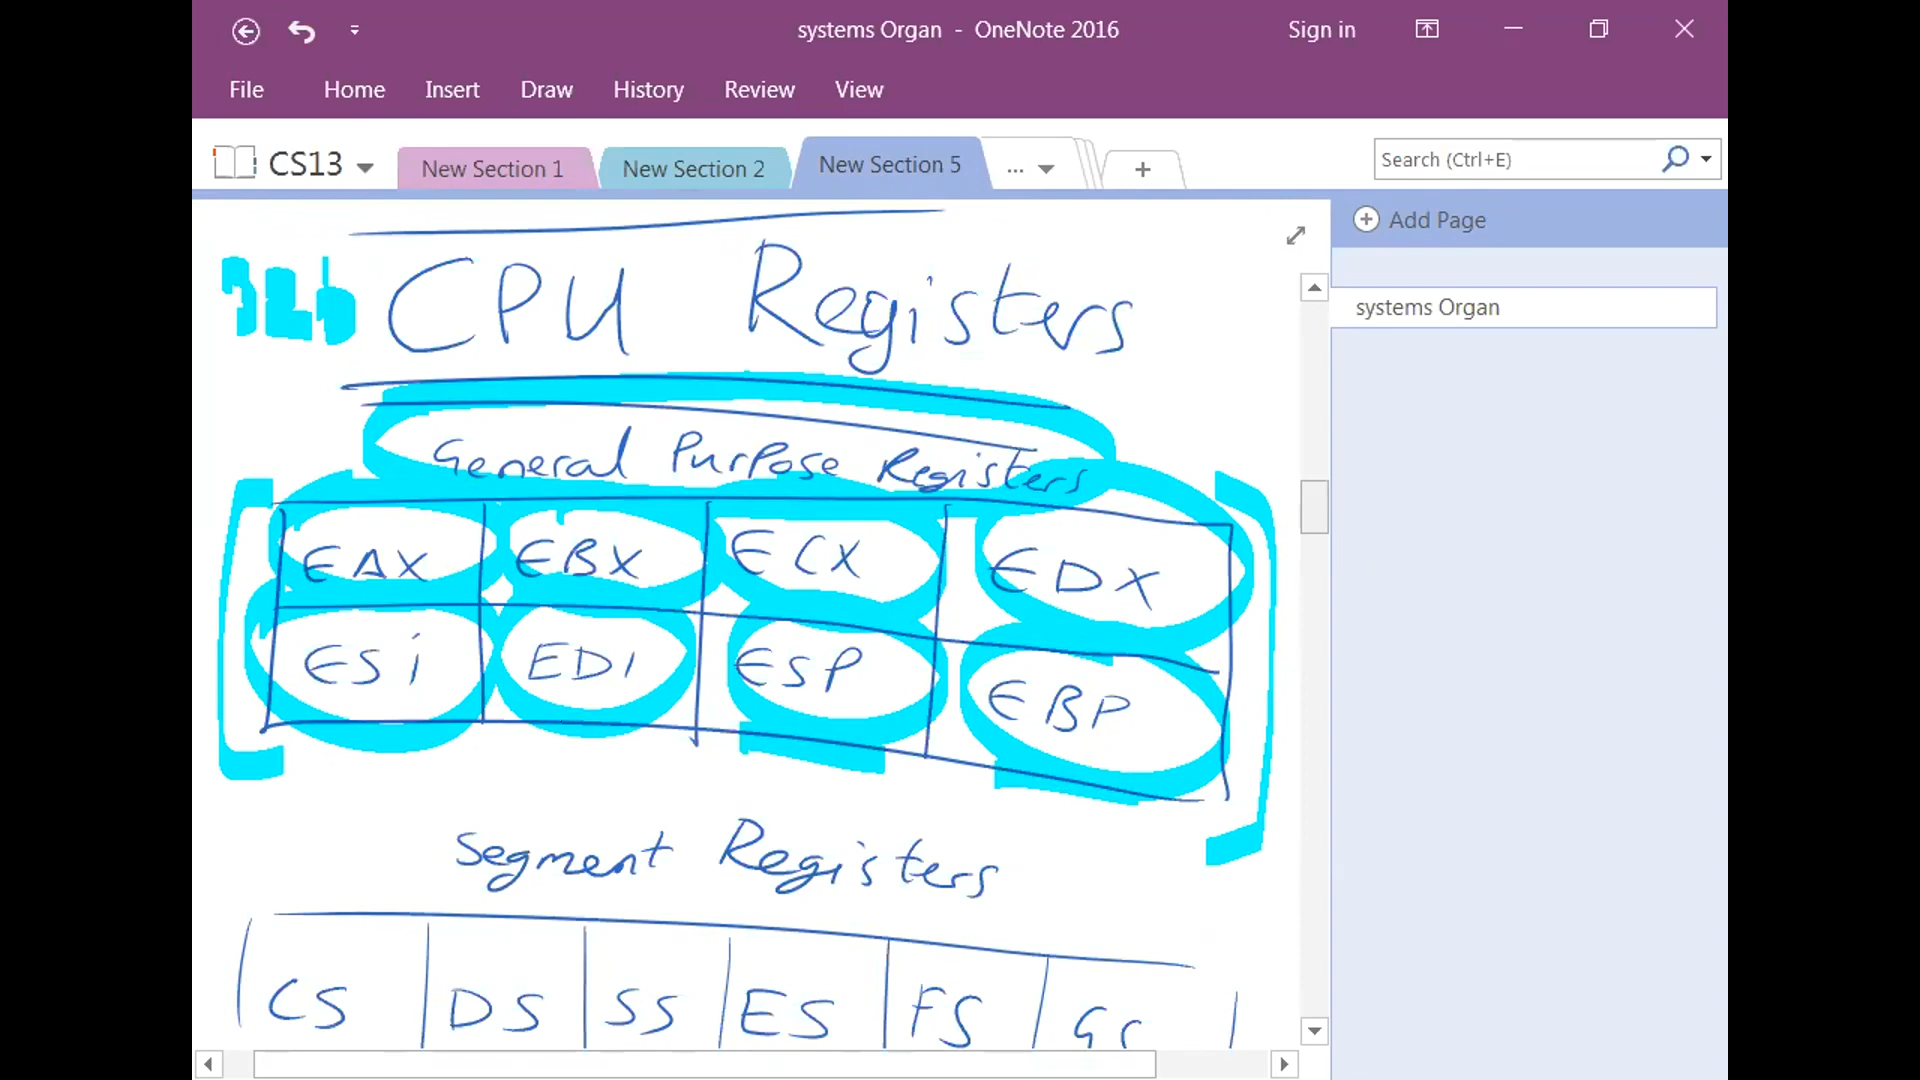 systems Organ - OneNote 2016
Sign in
File Home Insert Draw History Review View
CS13 New Section 1 New Section 2 New Section 5 ... + Search (Ctrl+E)
Add Page
systems Organ
32b CPU Registers
General Purpose Registers
EAX EBX ECX EDX
ESi EDI ESP EBP
Segment Registers
CS DS SS ES FS GS